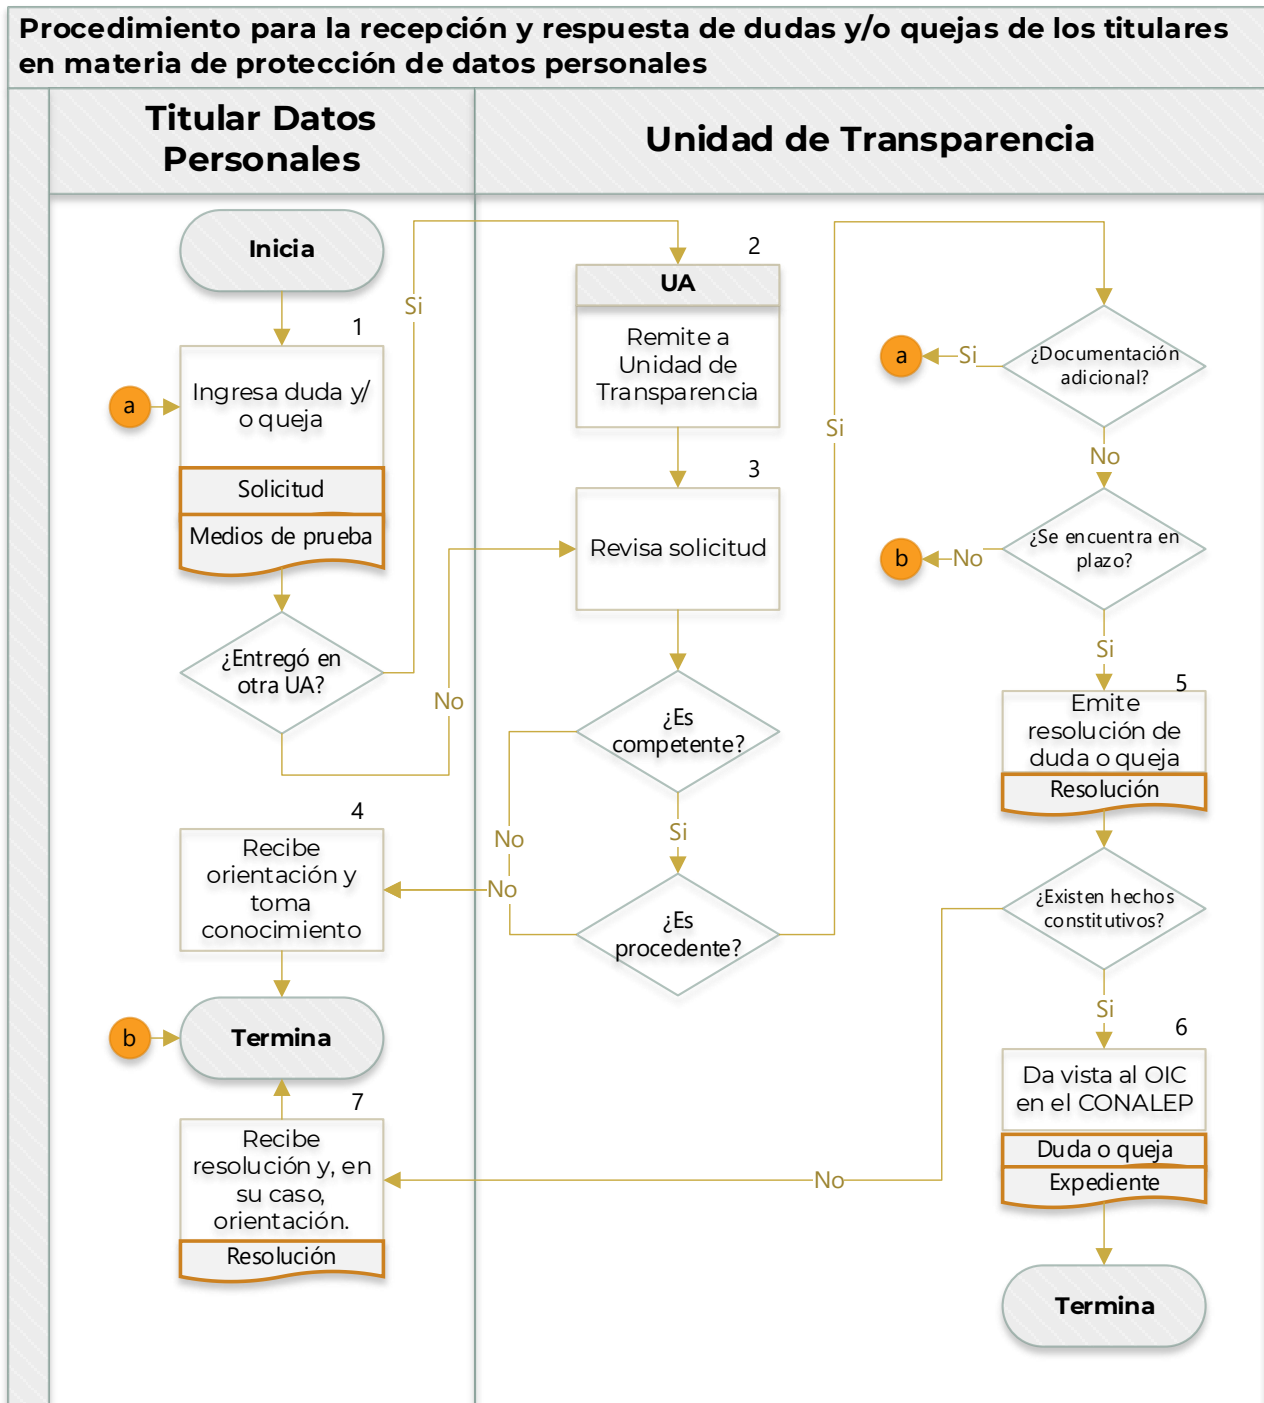 Procedimiento para la recepción y respuesta de dudas y/o quejas de los titulares
en materia de protección de datos personales
Titular Datos
Personales
Unidad de Transparencia
Inicia
1
a
Ingresa duda y/
o queja
Solicitud
Medios de prueba
¿Entregó en
otra UA?
Si
No
4
Recibe
orientación y
toma
conocimiento
b
Termina
7
Recibe
resolución y, en
su caso,
orientación.
Resolución
2
UA
Remite a
Unidad de
Transparencia
3
Revisa solicitud
¿Es
competente?
No
Si
No
¿Es
procedente?
Si
¿Documentación
adicional?
Si
a
No
¿Se encuentra en
plazo?
No
b
Si
5
Emite
resolución de
duda o queja
Resolución
¿Existen hechos
constitutivos?
No
Si
6
Da vista al OIC
en el CONALEP
Duda o queja
Expediente
Termina